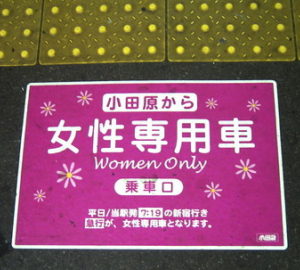 小田原から
女性専用車
Women Only
乗車口
平日/当駅発7:19の新宿行き
急行が、女性専用車となります。